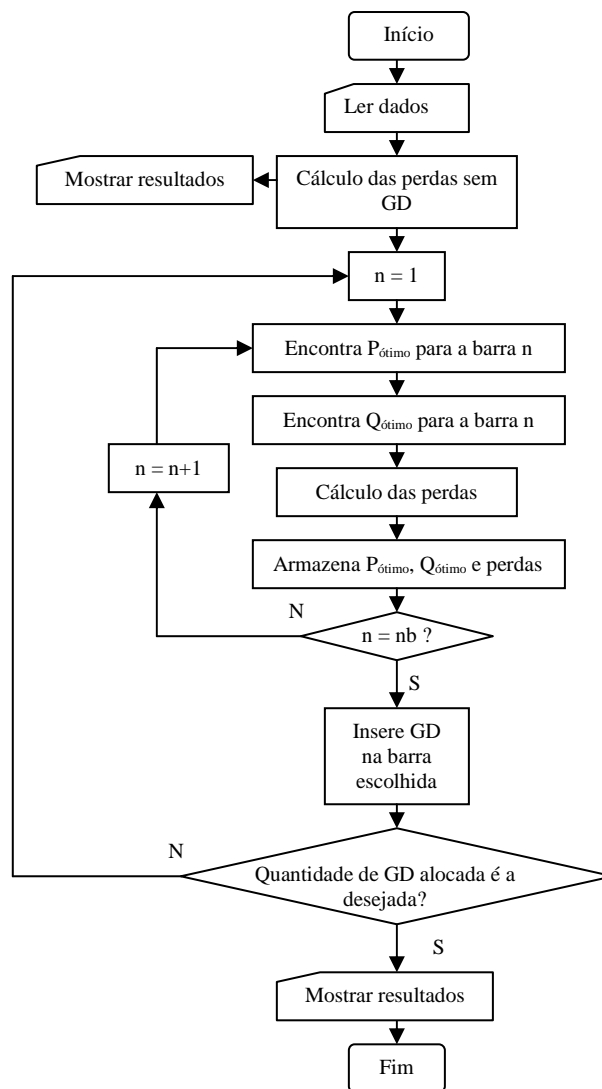 Início
Ler dados
Mostrar resultados
Cálculo das perdas sem
GD
n = 1
Encontra Pótimo para a barra n
Encontra Qótimo para a barra n
n = n+1
Cálculo das perdas
Armazena Pótimo, Qótimo e perdas
N
n = nb ?
S
Insere GD
na barra
escolhida
N
Quantidade de GD alocada é a
desejada?
S
Mostrar resultados
Fim